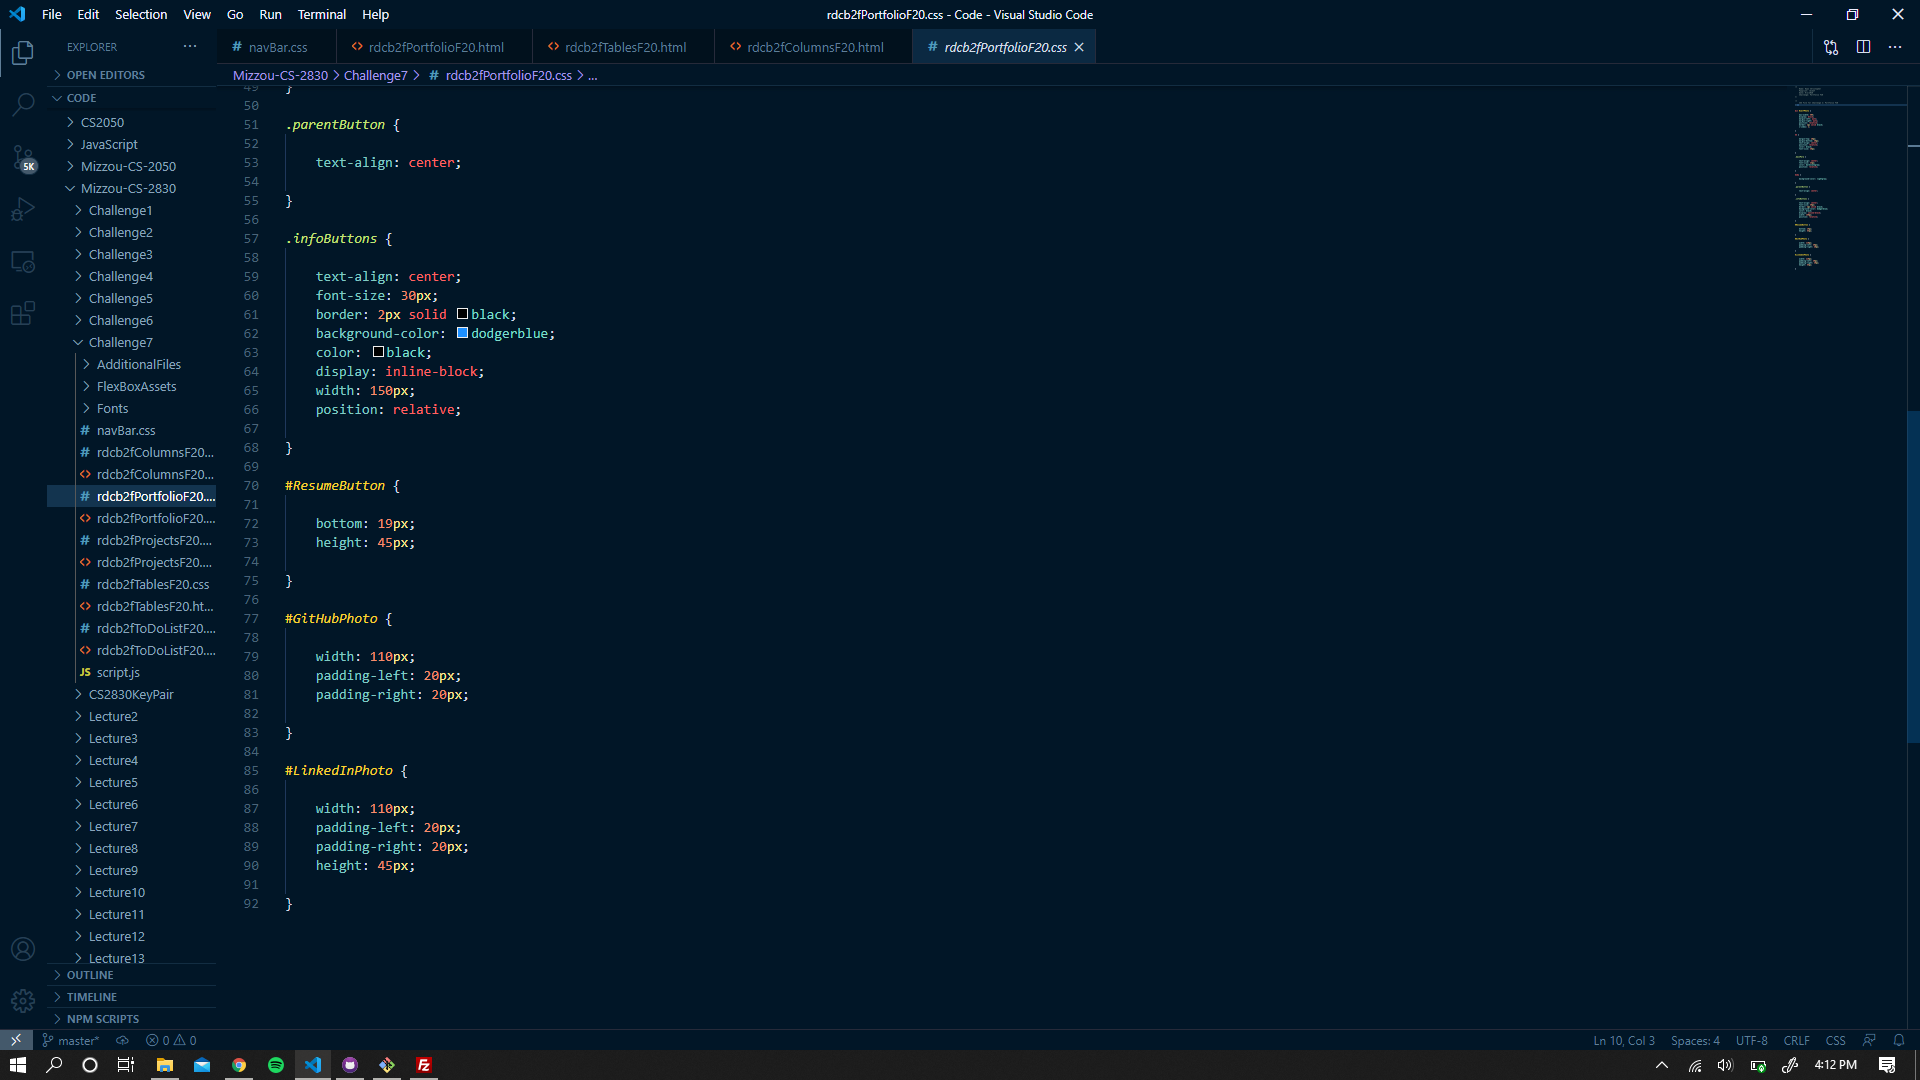 File Edit Selection View Go Run Terminal Help
rdcb2fPortfolioF20.css - Code - Visual Studio Code
EXPLORER
OPEN EDITORS
CODE
CS2050
JavaScript
Mizzou-CS-2050
Mizzou-CS-2830
Challenge1
Challenge2
Challenge3
Challenge4
Challenge5
Challenge6
Challenge7
AdditionalFiles
FlexBoxAssets
Fonts
# navBar.css
# rdcb2fColumnsF20...
<> rdcb2fColumnsF20...
# rdcb2fPortfolioF20....
<> rdcb2fPortfolioF20....
# rdcb2fProjectsF20....
<> rdcb2fProjectsF20....
# rdcb2fTablesF20.css
<> rdcb2fTablesF20.ht...
# rdcb2fToDoListF20....
<> rdcb2fToDoListF20....
JS script.js
CS2830KeyPair
Lecture2
Lecture3
Lecture4
Lecture5
Lecture6
Lecture7
Lecture8
Lecture9
Lecture10
Lecture11
Lecture12
Lecture13
OUTLINE
TIMELINE
NPM SCRIPTS
5K
# navBar.css <> rdcb2fPortfolioF20.html <> rdcb2fTablesF20.html <> rdcb2fColumnsF20.html # rdcb2fPortfolioF20.css
Mizzou-CS-2830 > Challenge7 > # rdcb2fPortfolioF20.css > ...
49 }
50
51 .parentButton {
52
53 text-align: center;
54
55 }
56
57 .infoButtons {
58
59 text-align: center;
60 font-size: 30px;
61 border: 2px solid black;
62 background-color: dodgerblue;
63 color: black;
64 display: inline-block;
65 width: 150px;
66 position: relative;
67
68 }
69
70 #ResumeButton {
71
72 bottom: 19px;
73 height: 45px;
74
75 }
76
77 #GitHubPhoto {
78
79 width: 110px;
80 padding-left: 20px;
81 padding-right: 20px;
82
83 }
84
85 #LinkedInPhoto {
86
87 width: 110px;
88 padding-left: 20px;
89 padding-right: 20px;
90 height: 45px;
91
92 }
master* 0 0
Ln 10, Col 3 Spaces: 4 UTF-8 CRLF CSS
4:12 PM